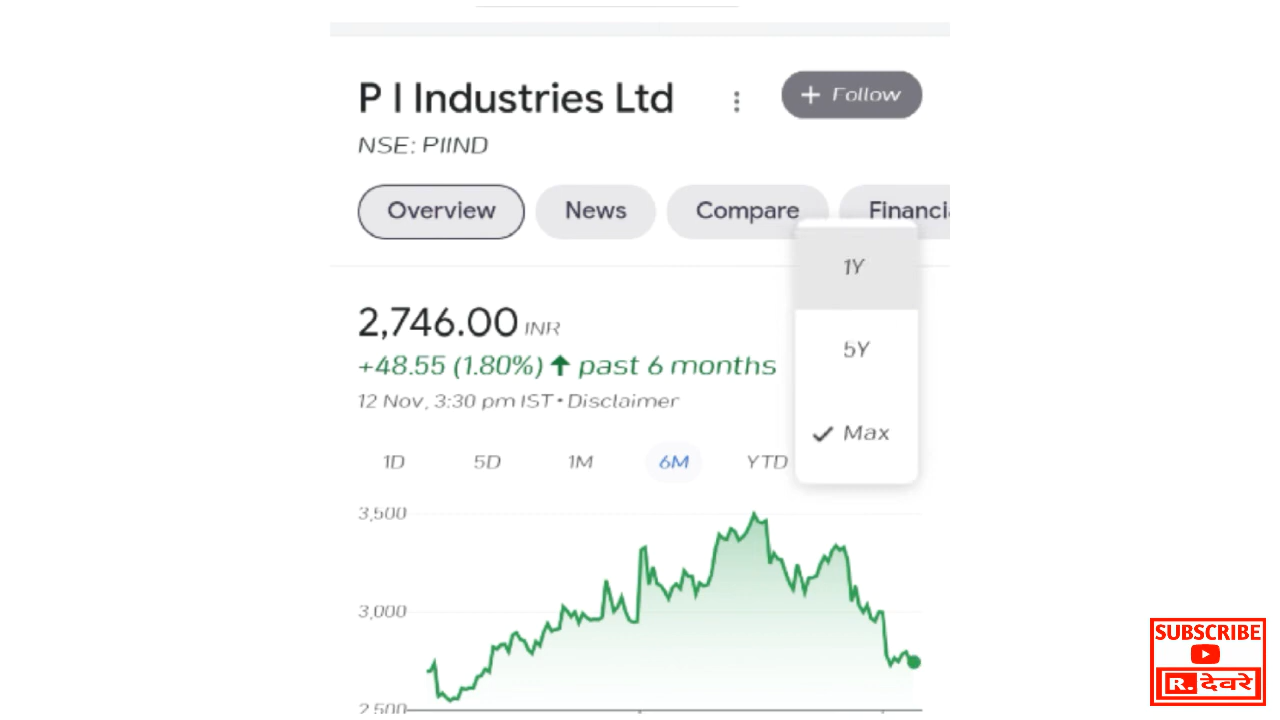 P I Industries Ltd
+ Follow
NSE: PIIND
Overview
News
Compare
Financi
1Y
5Y
Max
2,746.00 INR
+48.55 (1.80%) ↑ past 6 months
12 Nov, 3:30 pm IST • Disclaimer
1D
5D
1M
6M
YTD
3,500
3,000
2,500
SUBSCRIBE
R. देवरे